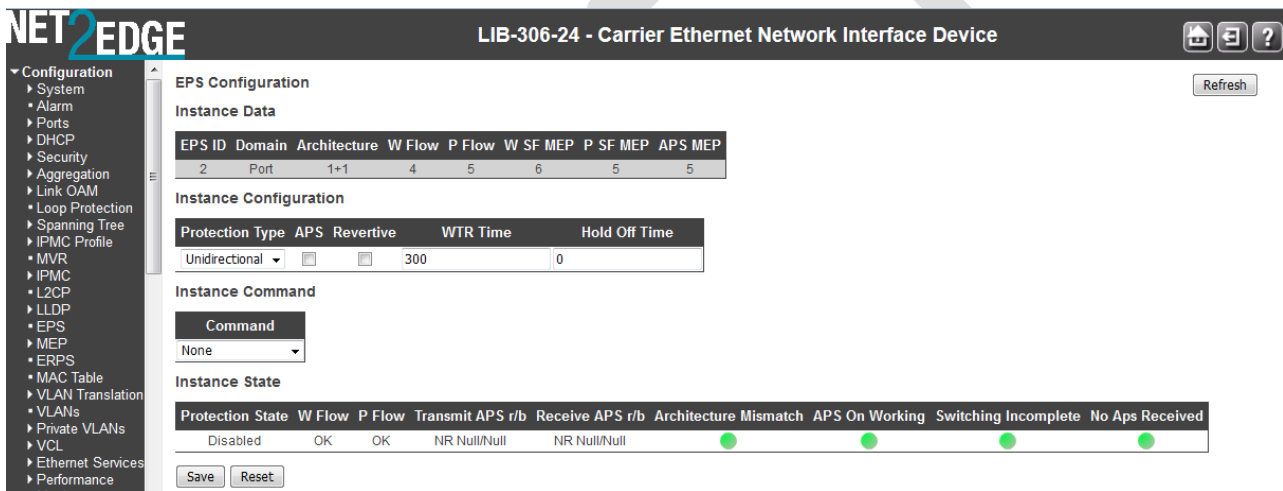 NET2EDGE
LIB-306-24 - Carrier Ethernet Network Interface Device
?
Configuration
System
Alarm
Ports
DHCP
Security
Aggregation
Link OAM
Loop Protection
Spanning Tree
IPMC Profile
MVR
IPMC
L2CP
LLDP
EPS
MEP
ERPS
MAC Table
VLAN Translation
VLANs
Private VLANs
VCL
Ethernet Services
Performance
EPS Configuration
Refresh
Instance Data
EPS ID Domain Architecture W Flow P Flow W SF MEP P SF MEP APS MEP
2 Port 1+1 4 5 6 5 5
Instance Configuration
Protection Type APS Revertive WTR Time Hold Off Time
Unidirectional 300 0
Instance Command
Command
None
Instance State
Protection State W Flow P Flow Transmit APS r/b Receive APS r/b Architecture Mismatch APS On Working Switching Incomplete No Aps Received
Disabled OK OK NR Null/Null NR Null/Null
Save Reset